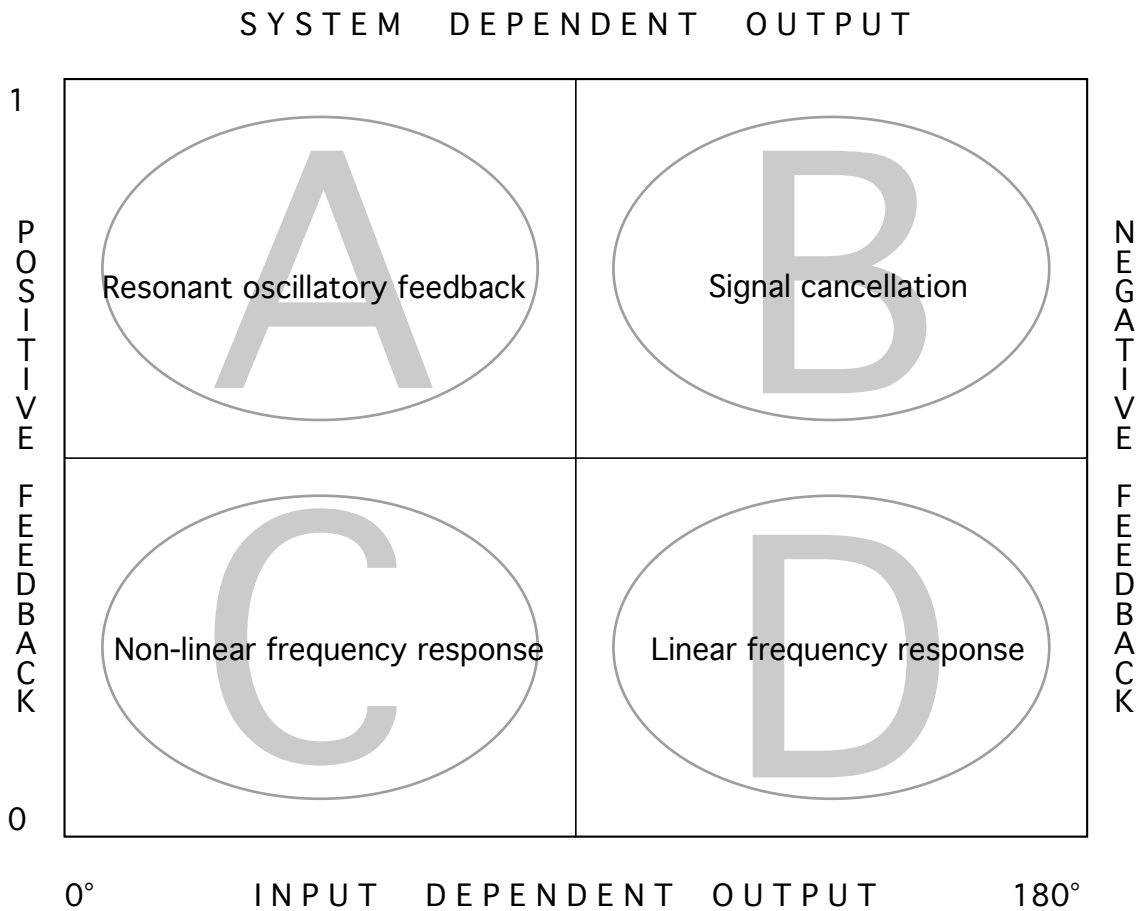 SYSTEM DEPENDENT OUTPUT
1
POSITIVE FEEDBACK
A
Resonant oscillatory feedback
B
Signal cancellation
NEGATIVE FEEDBACK
C
Non-linear frequency response
D
Linear frequency response
0
0°
INPUT DEPENDENT OUTPUT
180°